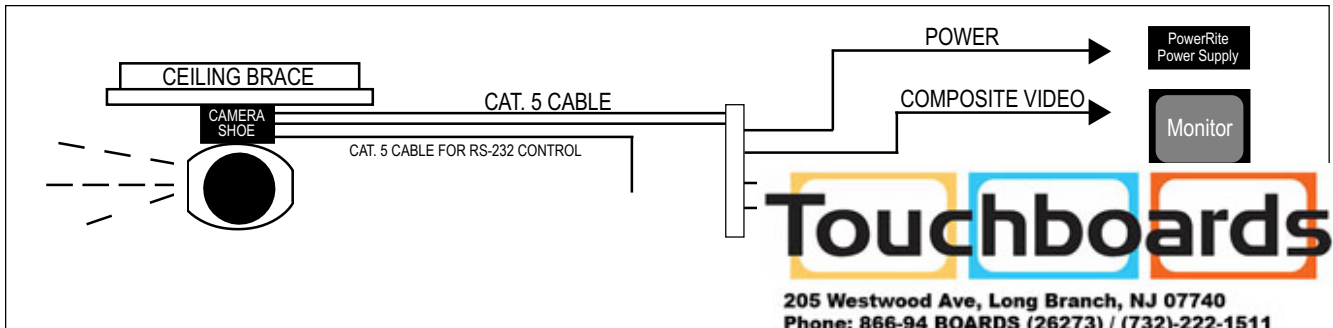 POWER
PowerRite
Power Supply
CEILING BRACE
CAT. 5 CABLE
COMPOSITE VIDEO
CAMERA
SHOE
Monitor
CAT. 5 CABLE FOR RS-232 CONTROL
Touchboards
205 Westwood Ave, Long Branch, NJ 07740
Phone: 866-94 BOARDS (26273) / (732)-222-1511